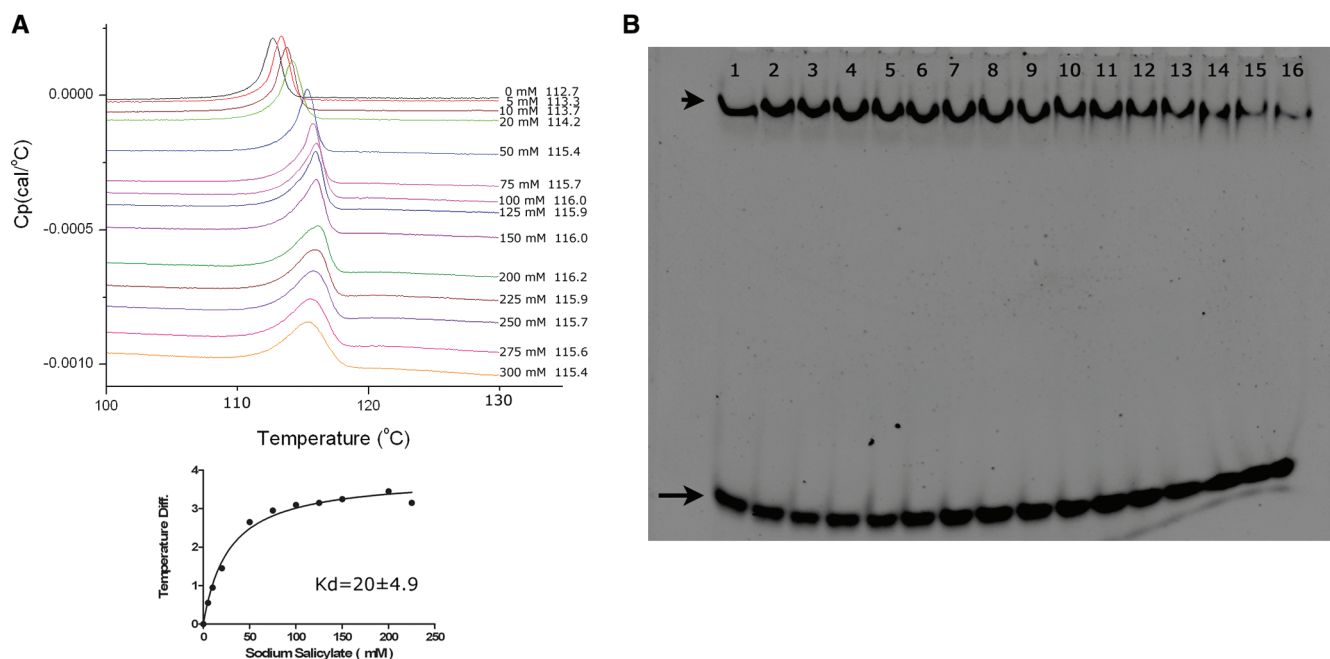 A
0.0000
-0.0005
-0.0010
Cp(cal/°C)
0 mM 112.7
5 mM 113.3
10 mM 113.7
20 mM 114.2
50 mM 115.4
75 mM 115.7
100 mM 116.0
125 mM 115.9
150 mM 116.0
200 mM 116.2
225 mM 115.9
250 mM 115.7
275 mM 115.6
300 mM 115.4
100 110 120 130
Temperature (°C)
4
3
2
1
0
Temperature Diff.
Kd=20±4.9
0 50 100 150 200 250
Sodium Salicylate ( mM)
B
1 2 3 4 5 6 7 8 9 10 11 12 13 14 15 16